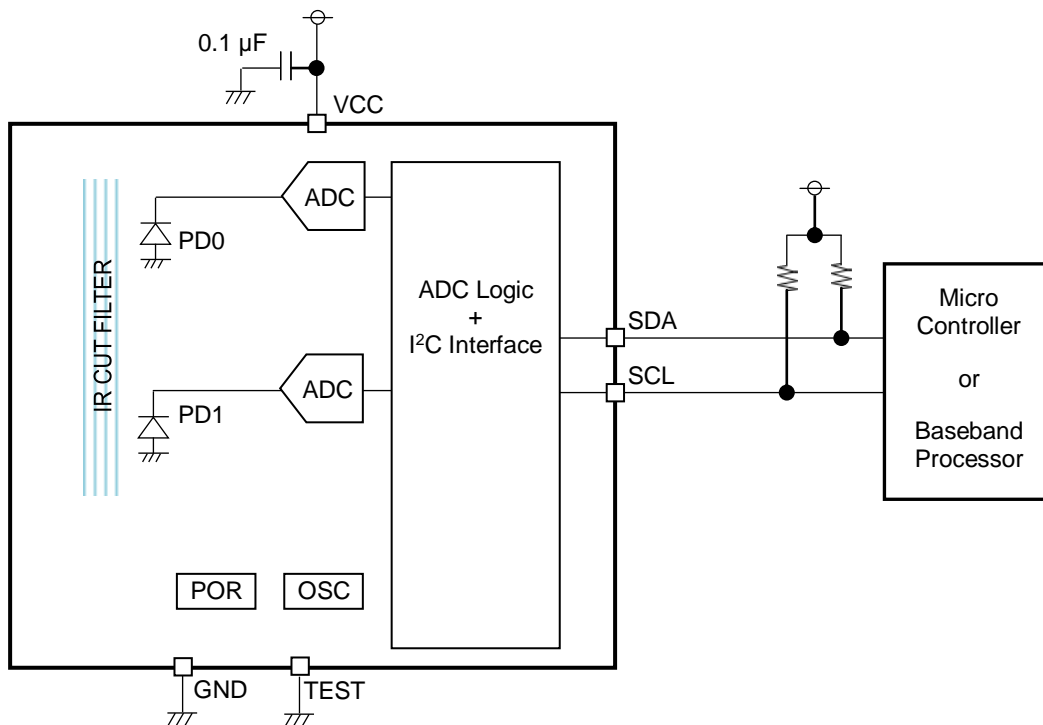 0.1 µF
VCC
ADC
PD0
IR CUT FILTER
ADC Logic
+
I²C Interface
SDA
SCL
ADC
PD1
Micro
Controller
or
Baseband
Processor
POR
OSC
GND
TEST